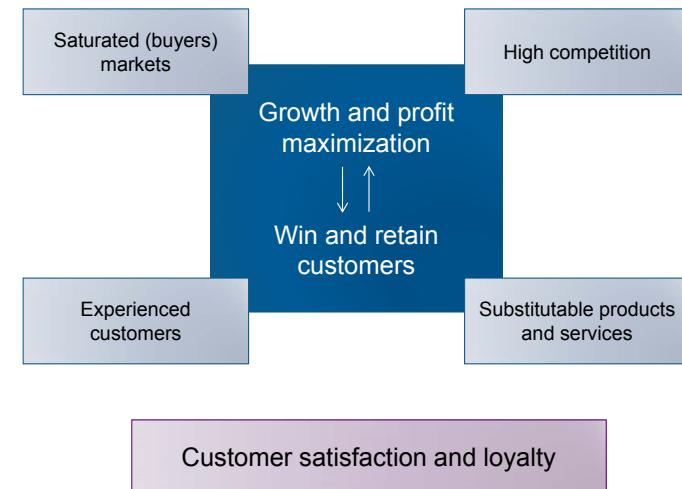 Saturated (buyers)
markets
High competition
Growth and profit
maximization
Win and retain
customers
Experienced
customers
Substitutable products
and services
Customer satisfaction and loyalty